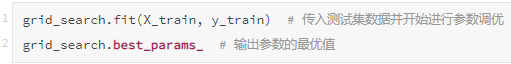 1 grid_search.fit(X_train, y_train)  # 传入测试集数据并开始进行参数调优
2 grid_search.best_params_  # 输出参数的最优值